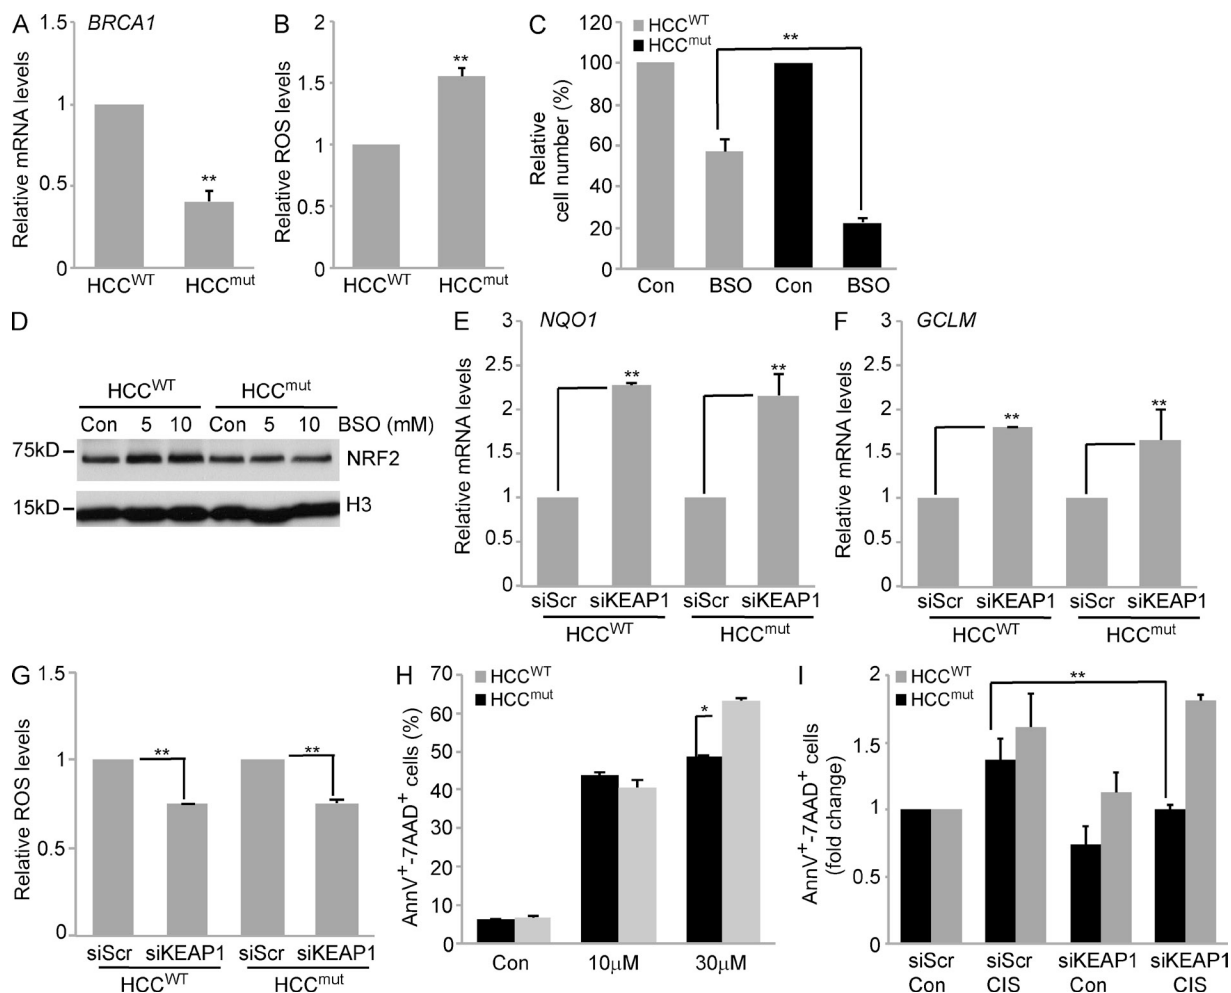 A BRCA1
Relative mRNA levels
1.5
1
0.5
0
**
HCC^WT HCC^mut
B
Relative ROS levels
2
1.5
1
0.5
0
**
HCC^WT HCC^mut
C
HCC^WT
HCC^mut
Relative
cell number (%)
120
100
80
60
40
20
0
**
Con BSO Con BSO
D
HCC^WT HCC^mut
Con 5 10 Con 5 10 BSO (mM)
75kD NRF2
15kD H3
E NQO1
Relative mRNA levels
3
2.5
2
1.5
1
0.5
0
** **
siScr siKEAP1 siScr siKEAP1
HCC^WT HCC^mut
F GCLM
Relative mRNA levels
3
2.5
2
1.5
1
0.5
0
** **
siScr siKEAP1 siScr siKEAP1
HCC^WT HCC^mut
G
Relative ROS levels
1.5
1
0.5
0
** **
siScr siKEAP1 siScr siKEAP1
HCC^WT HCC^mut
H
HCC^WT
HCC^mut
AnnV^+-7AAD^+ cells (%)
70
60
50
40
30
20
10
0
*
Con 10μM 30μM
I
HCC^WT
HCC^mut
AnnV^+-7AAD^+ cells
(fold change)
2
1.5
1
0.5
0
**
siScr siScr siKEAP1 siKEAP1
Con CIS Con CIS